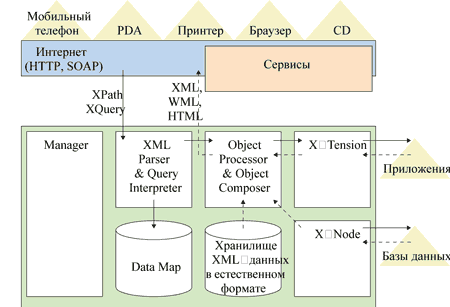 Мобильный
телефон
PDA
Принтер
Браузер
CD
Интернет
(HTTP, SOAP)
Сервисы
XPath
XQuery
XML,
WML,
HTML
Manager
XML
Parser
& Query
Interpreter
Object
Processor
& Object
Composer
X□Tension
Приложения
Data Map
Хранилище
XML□данных
в естественном
формате
X□Node
Базы данных